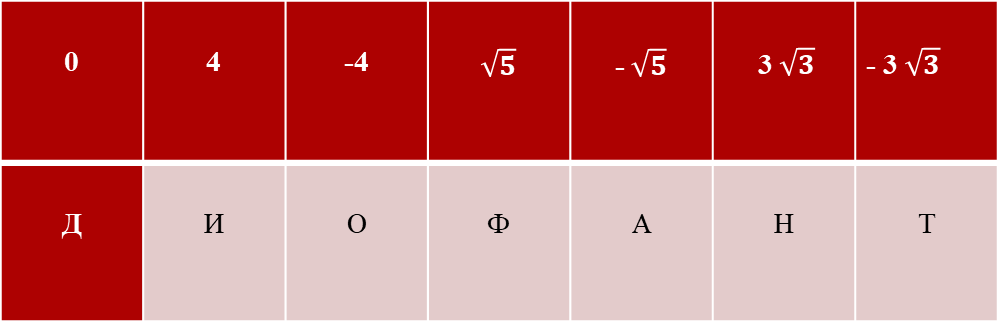 0 4 -4 √5 - √5 3 √3 - 3 √3
Д И О Ф А Н Т